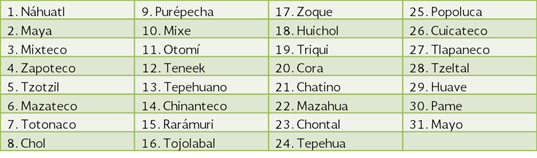 1. Náhuatl 9. Purépecha 17. Zoque 25. Popoluca
2. Maya 10. Mixe 18. Huichol 26. Cuicateco
3. Mixteco 11. Otomí 19. Triqui 27. Tlapaneco
4. Zapoteco 12. Teneek 20. Cora 28. Tzeltal
5. Tzotzil 13. Tepehuano 21. Chatino 29. Huave
6. Mazateco 14. Chinanteco 22. Mazahua 30. Pame
7. Totonaco 15. Rarámuri 23. Chontal 31. Mayo
8. Chol 16. Tojolabal 24. Tepehua